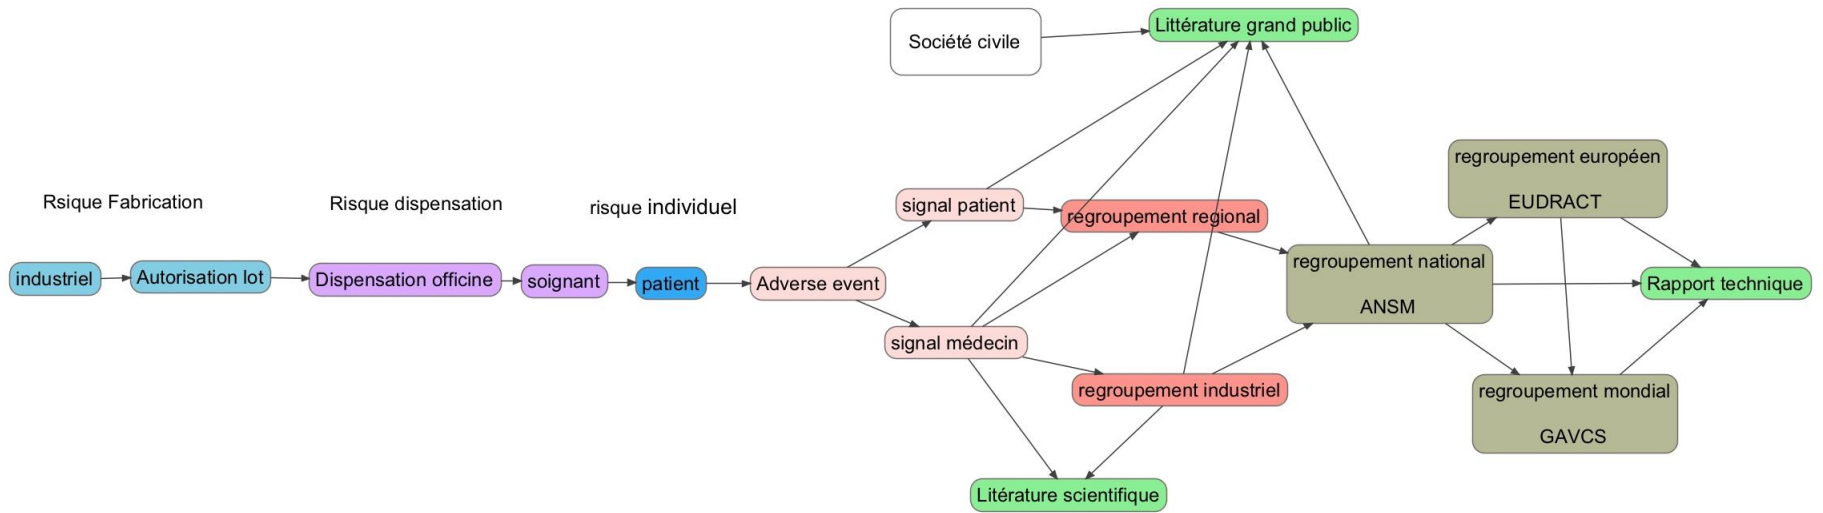 Société civile
Littérature grand public
Rsique Fabrication
Risque dispensation
risque individuel
industriel
Autorisation lot
Dispensation officine
soignant
patient
Adverse event
signal patient
signal médecin
regroupement regional
regroupement industriel
Litérature scientifique
regroupement national
ANSM
regroupement européen
EUDRACT
regroupement mondial
GAVCS
Rapport technique